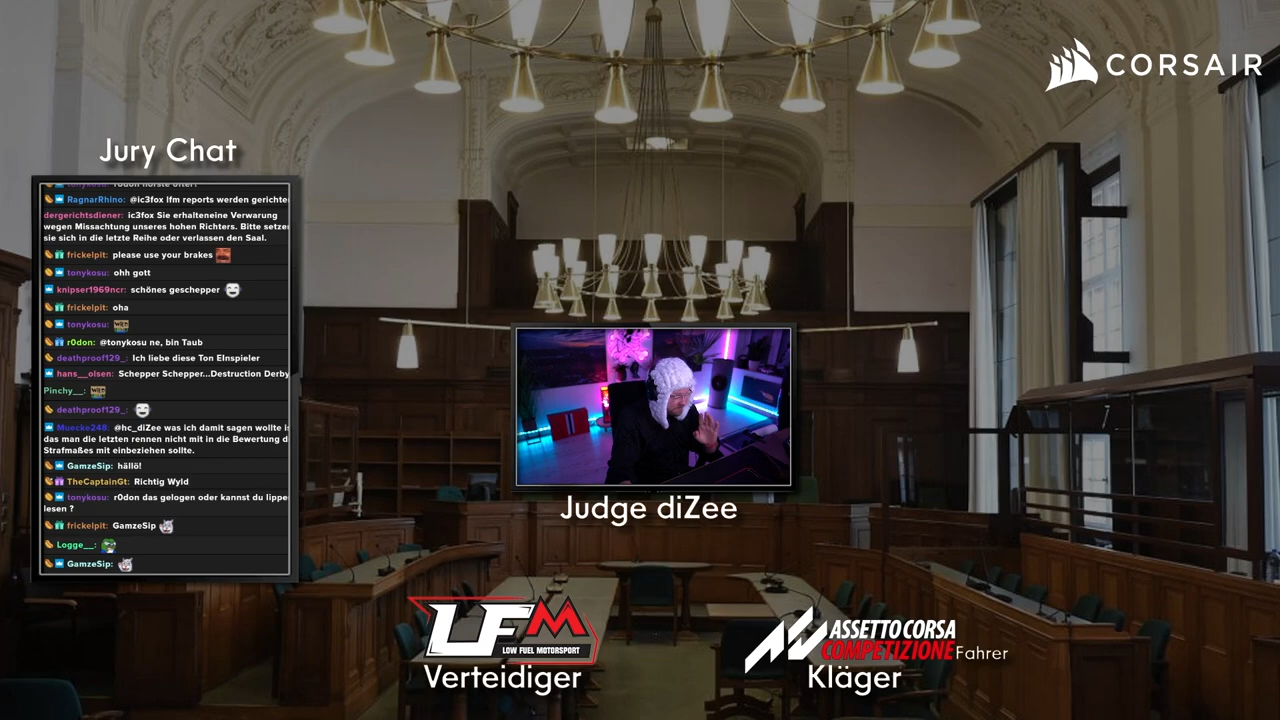 CORSAIR
Jury Chat
RagnarRhino: @ic3fox lfm reports werden gerichte
dergerichtsdiener: ic3fox Sie erhalteneine Verwarung
wegen Missachtung unseres hohen Richters. Bitte setze
sie sich in die letzte Reihe oder verlassen den Saal.
frickelpit: please use your brakes
tonykosu: ohh gott
knipser1969ncr: schönes geschepper
frickelpit: oha
tonykosu:
r0don: @tonykosu ne, bin Taub
deathproof129_: Ich liebe diese Ton EInspieler
hans__olsen: Schepper Schepper...Destruction Derby
Pinchy__:
deathproof129_:
Muecke248: @hc_diZee was ich damit sagen wollte is
das man die letzten rennen nicht mit in die Bewertung d
Strafmaßes mit einbeziehen sollte.
GamzeSip: hällö!
TheCaptainGt: Richtig Wyld
tonykosu: r0don das gelogen oder kannst du lippe
lesen ?
frickelpit: GamzeSip
Logge__:
GamzeSip:
Judge diZee
LFM
LOW FUEL MOTORSPORT
Verteidiger
ASSETTO CORSA
COMPETIZIONE Fahrer
Kläger